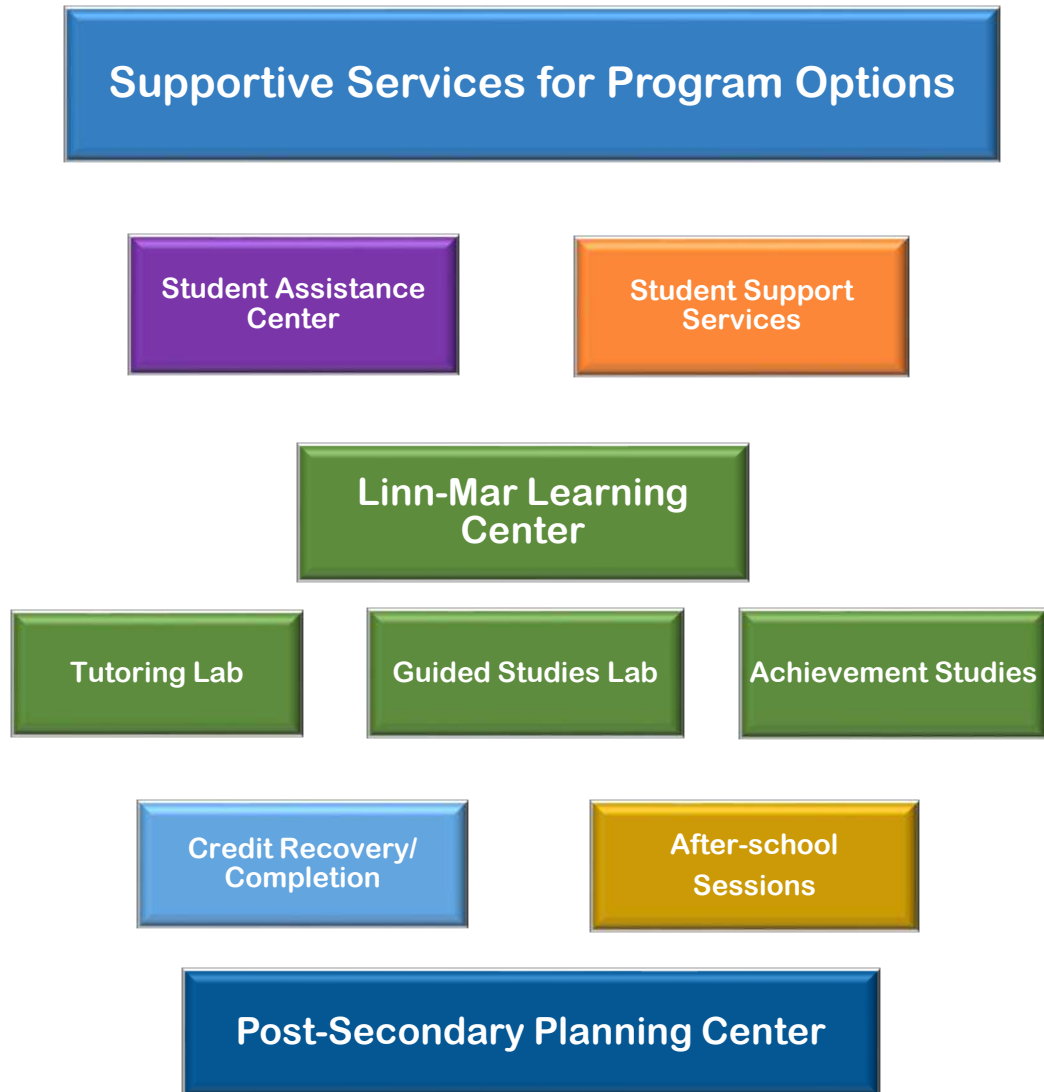 Supportive Services for Program Options
Student Assistance
Center
Student Support
Services
Linn-Mar Learning
Center
Tutoring Lab
Guided Studies Lab
Achievement Studies
Credit Recovery/
Completion
After-school
Sessions
Post-Secondary Planning Center